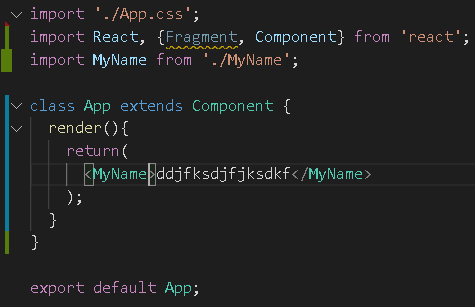 import './App.css';
import React, {Fragment, Component} from 'react';
import MyName from './MyName';
class App extends Component {
render(){
return(
<MyName>ddjfksdjfjksdkf</MyName>
);
}
}
export default App;